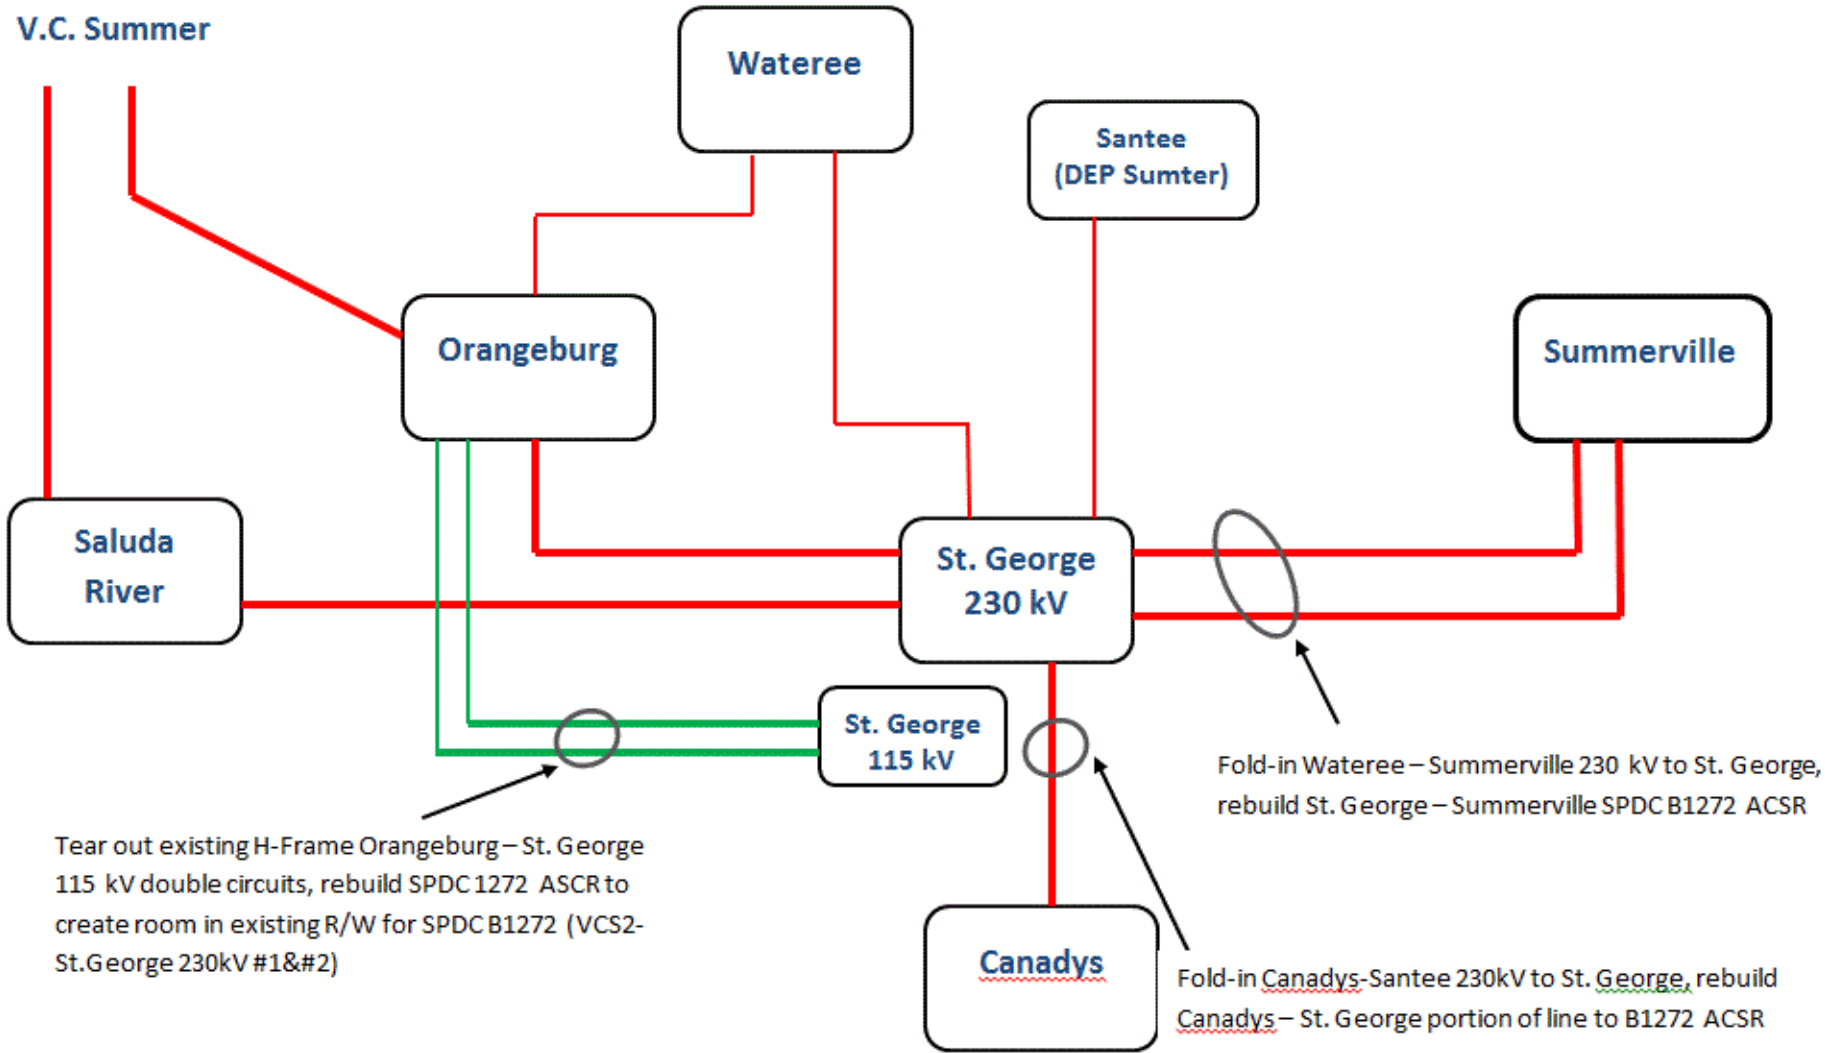 V.C. Summer
Wateree
Santee
(DEP Sumter)
Orangeburg
Summerville
Saluda
River
St. George
230 kV
St. George
115 kV
Fold-in Wateree – Summerville 230 kV to St. George,
rebuild St. George – Summerville SPDC B1272 ACSR
Tear out existing H-Frame Orangeburg – St. George
115 kV double circuits, rebuild SPDC 1272 ASCR to
create room in existing R/W for SPDC B1272 (VCS2-
St.George 230kV #1&#2)
Canadys
Fold-in Canadys-Santee 230kV to St. George, rebuild
Canadys – St. George portion of line to B1272 ACSR